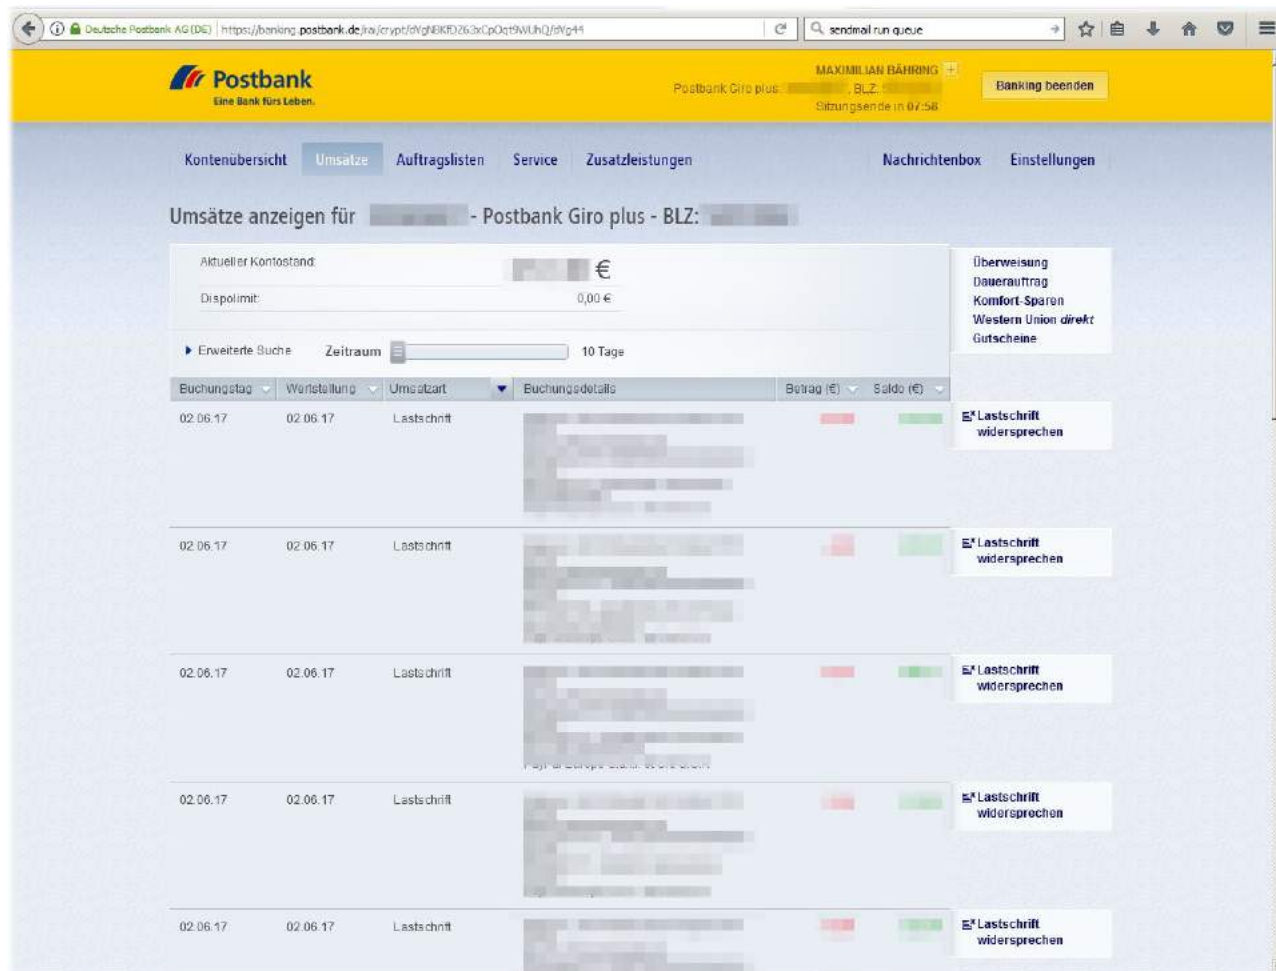 Deutsche Postbank AG (DE) https://banking.postbank.de/rai/crypt/ sendmail run queue
Postbank
Eine Bank fürs Leben.
MAXIMILIAN BÄHRING
Postbank Giro plus: , BLZ:
Sitzungsende in 07:58
Banking beenden
Kontenübersicht Umsätze Auftragslisten Service Zusatzleistungen Nachrichtenbox Einstellungen
Umsätze anzeigen für - Postbank Giro plus - BLZ:
Aktueller Kontostand: €
Dispolimit: 0,00 €
Überweisung
Dauerauftrag
Komfort-Sparen
Western Union direkt
Gutscheine
Erweiterte Suche Zeitraum 10 Tage
Buchungstag Wertstellung Umsatzart Buchungsdetails Betrag (€) Saldo (€)
02.06.17 02.06.17 Lastschrift Lastschrift
widersprechen
02.06.17 02.06.17 Lastschrift Lastschrift
widersprechen
02.06.17 02.06.17 Lastschrift Lastschrift
widersprechen
02.06.17 02.06.17 Lastschrift Lastschrift
widersprechen
02.06.17 02.06.17 Lastschrift Lastschrift
widersprechen